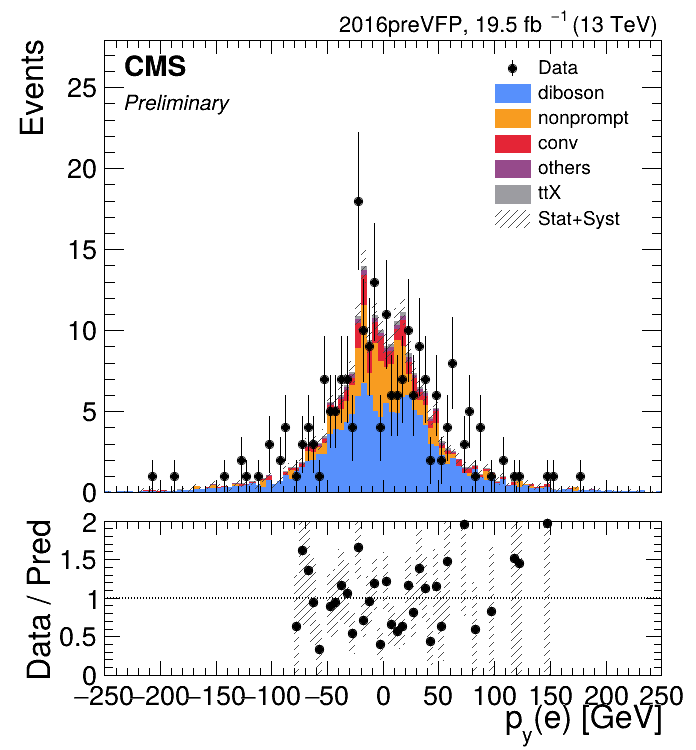 2016preVFP, 19.5 fb ⁻¹ (13 TeV)
CMS
Preliminary
Events
25
20
15
10
5
0
Data
diboson
nonprompt
conv
others
ttX
Stat+Syst
Data / Pred
2
1.5
1
0.5
0
−250 −200 −150 −100 −50 0 50 100 150 200 250
p_y(e) [GeV]